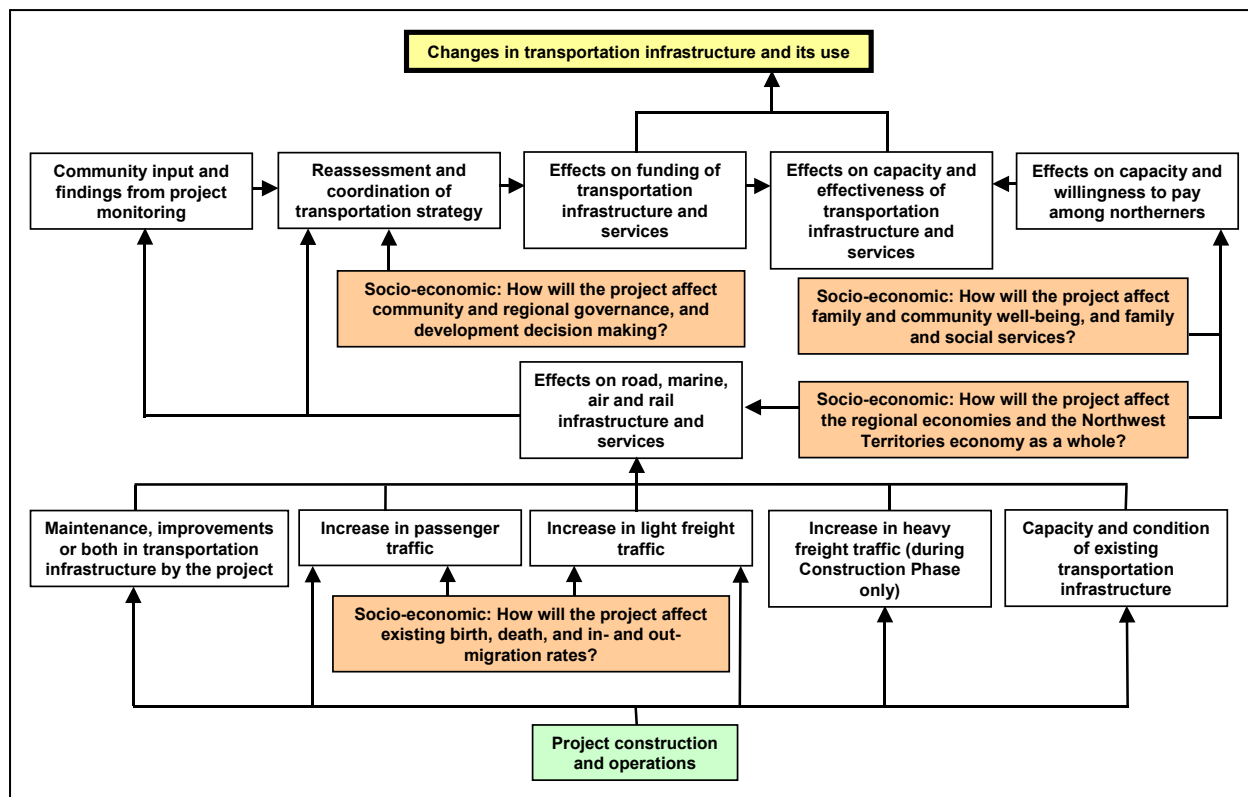 Changes in transportation infrastructure and its use
Community input and
findings from project
monitoring
Reassessment and
coordination of
transportation strategy
Effects on funding of
transportation
infrastructure and
services
Effects on capacity and
effectiveness of
transportation
infrastructure and
services
Effects on capacity and
willingness to pay
among northerners
Socio-economic: How will the project affect
community and regional governance, and
development decision making?
Socio-economic: How will the project affect
family and community well-being, and family
and social services?
Effects on road, marine,
air and rail
infrastructure and
services
Socio-economic: How will the project affect
the regional economies and the Northwest
Territories economy as a whole?
Maintenance, improvements
or both in transportation
infrastructure by the project
Increase in passenger
traffic
Increase in light freight
traffic
Increase in heavy
freight traffic (during
Construction Phase
only)
Capacity and condition
of existing
transportation
infrastructure
Socio-economic: How will the project affect
existing birth, death, and in- and out-
migration rates?
Project construction
and operations